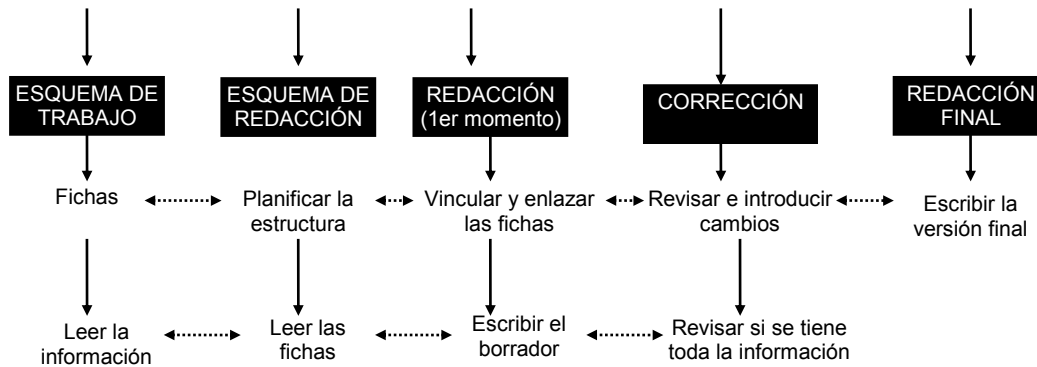 ESQUEMA DE
TRABAJO
ESQUEMA DE
REDACCIÓN
REDACCIÓN
(1er momento)
CORRECCIÓN
REDACCIÓN
FINAL
Fichas
Planificar la
estructura
Vincular y enlazar
las fichas
Revisar e introducir
cambios
Escribir la
versión final
Leer la
información
Leer las
fichas
Escribir el
borrador
Revisar si se tiene
toda la información